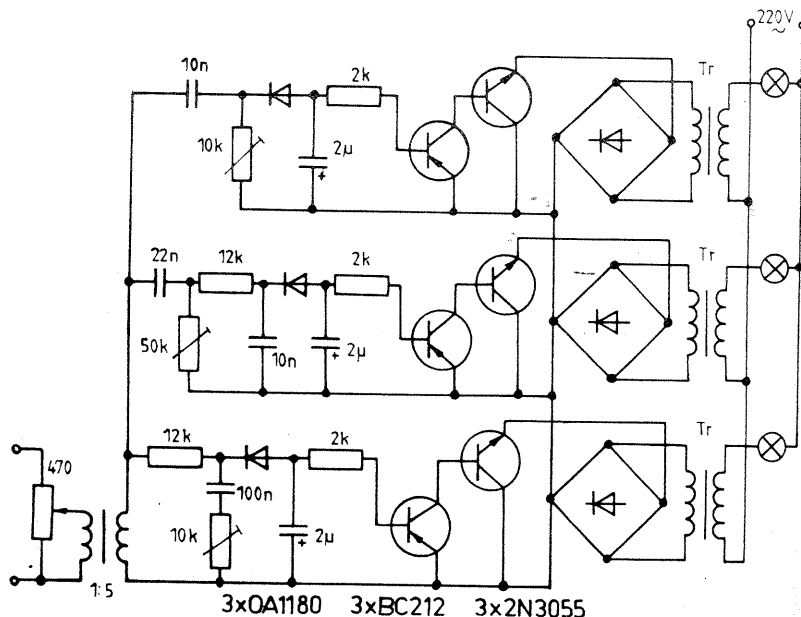 220V
~
Tr
10n
2k
10k
2µ
+
Tr
22n
12k
2k
50k
10n
2µ
+
Tr
12k
2k
470
100n
10k
2µ
+
1:5
3xOA1180 3xBC212 3x2N3055